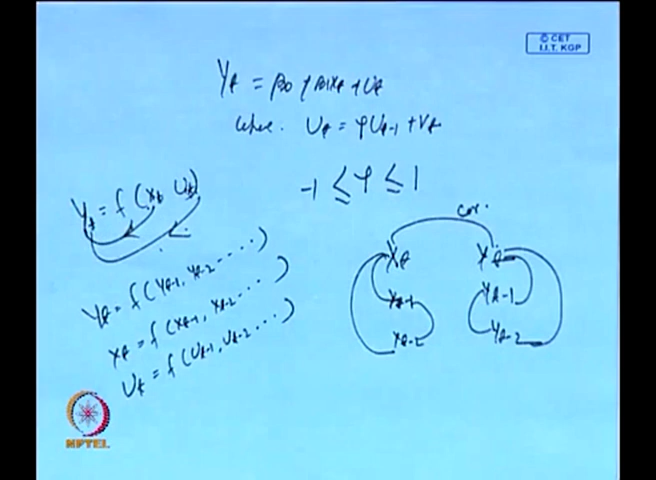 © CET
I.I.T. KGP
Yt = β0 + β1Xt + Ut
where. Ut = φUt-1 + Vt
-1 ≤ φ ≤ 1
Yt = f (Xt, Ut)
Yt = f (Yt-1, Yt-2 ....)
Xt = f (Xt-1, Xt-2 ....)
Ut = f (Ut-1, Ut-2 ....)
cov.
Xt Yt
Xt-1 Yt-1
Xt-2 Yt-2
NPTEL